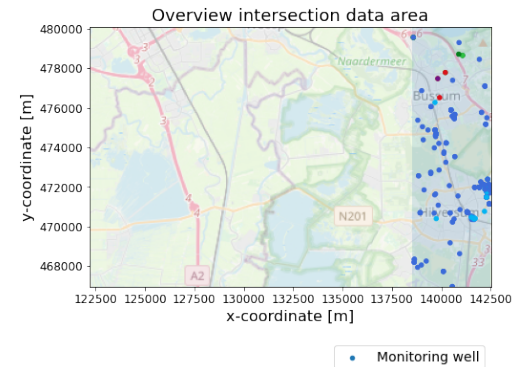 Overview intersection data area
y-coordinate [m]
480000
478000
476000
474000
472000
470000
468000
Naardermeer
Bussum
N201
A2
33
122500 125000 127500 130000 132500 135000 137500 140000 142500
x-coordinate [m]
Monitoring well